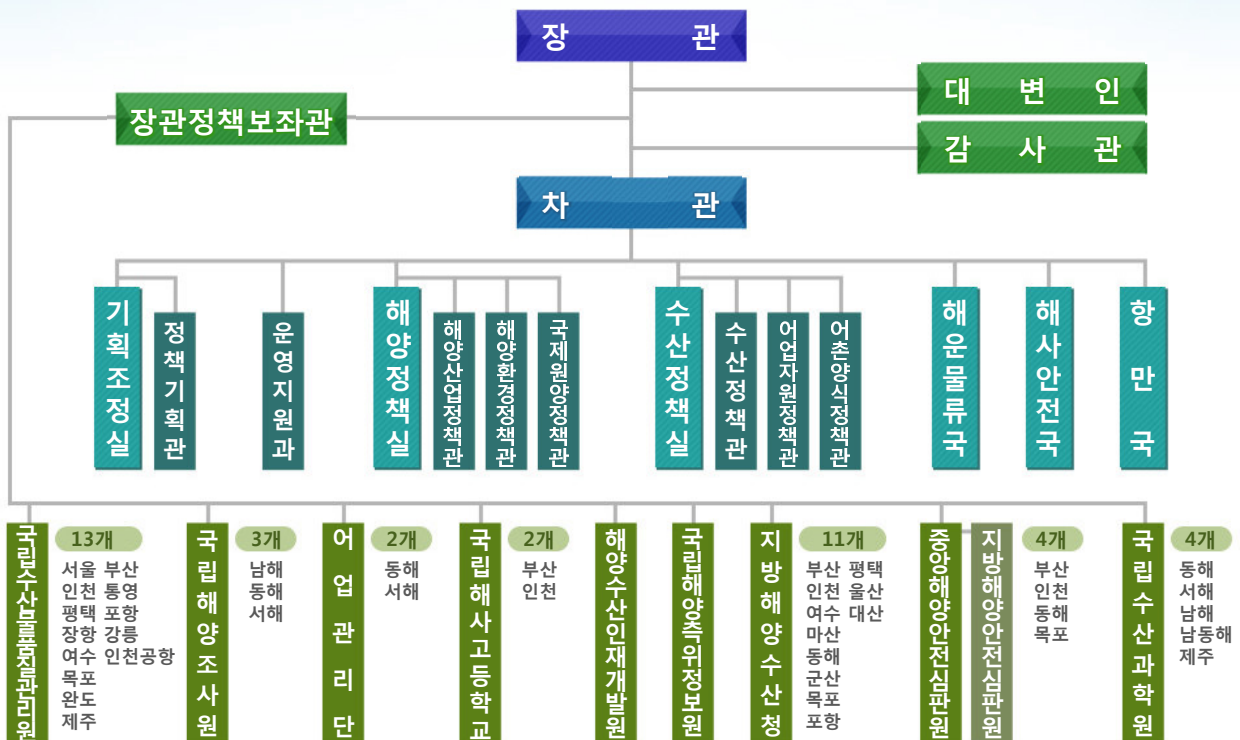 장 관
대 변 인
장관정책보좌관
감 사 관
차 관
기획조정실
정책기획관
운영지원과
해양정책실
해양산업정책관
해양환경정책관
국제원양정책관
수산정책실
수산정책관
어업자원정책관
어촌양식정책관
해운물류국
해사안전국
항만국
국립수산물품질관리원
13개
서울 부산
인천 통영
평택 포항
장항 강릉
여수 인천공항
목포
완도
제주
국립해양조사원
3개
남해
동해
서해
어업관리단
2개
동해
서해
국립해사고등학교
2개
부산
인천
해양수산인재개발원
국립해양측위정보원
지방해양수산청
11개
부산 평택
인천 울산
여수 대산
마산
동해
군산
목포
포항
중앙해양안전심판원
지방해양안전심판원
4개
부산
인천
동해
목포
국립수산과학원
4개
동해
서해
남해
남동해
제주